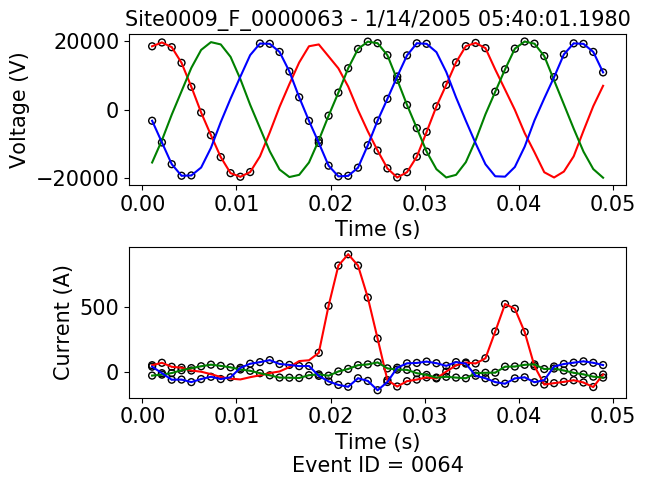 Site0009_F_0000063 - 1/14/2005 05:40:01.1980
20000
0
−20000
Voltage (V)
0.00 0.01 0.02 0.03 0.04 0.05
Time (s)
500
0
Current (A)
0.00 0.01 0.02 0.03 0.04 0.05
Time (s)
Event ID = 0064